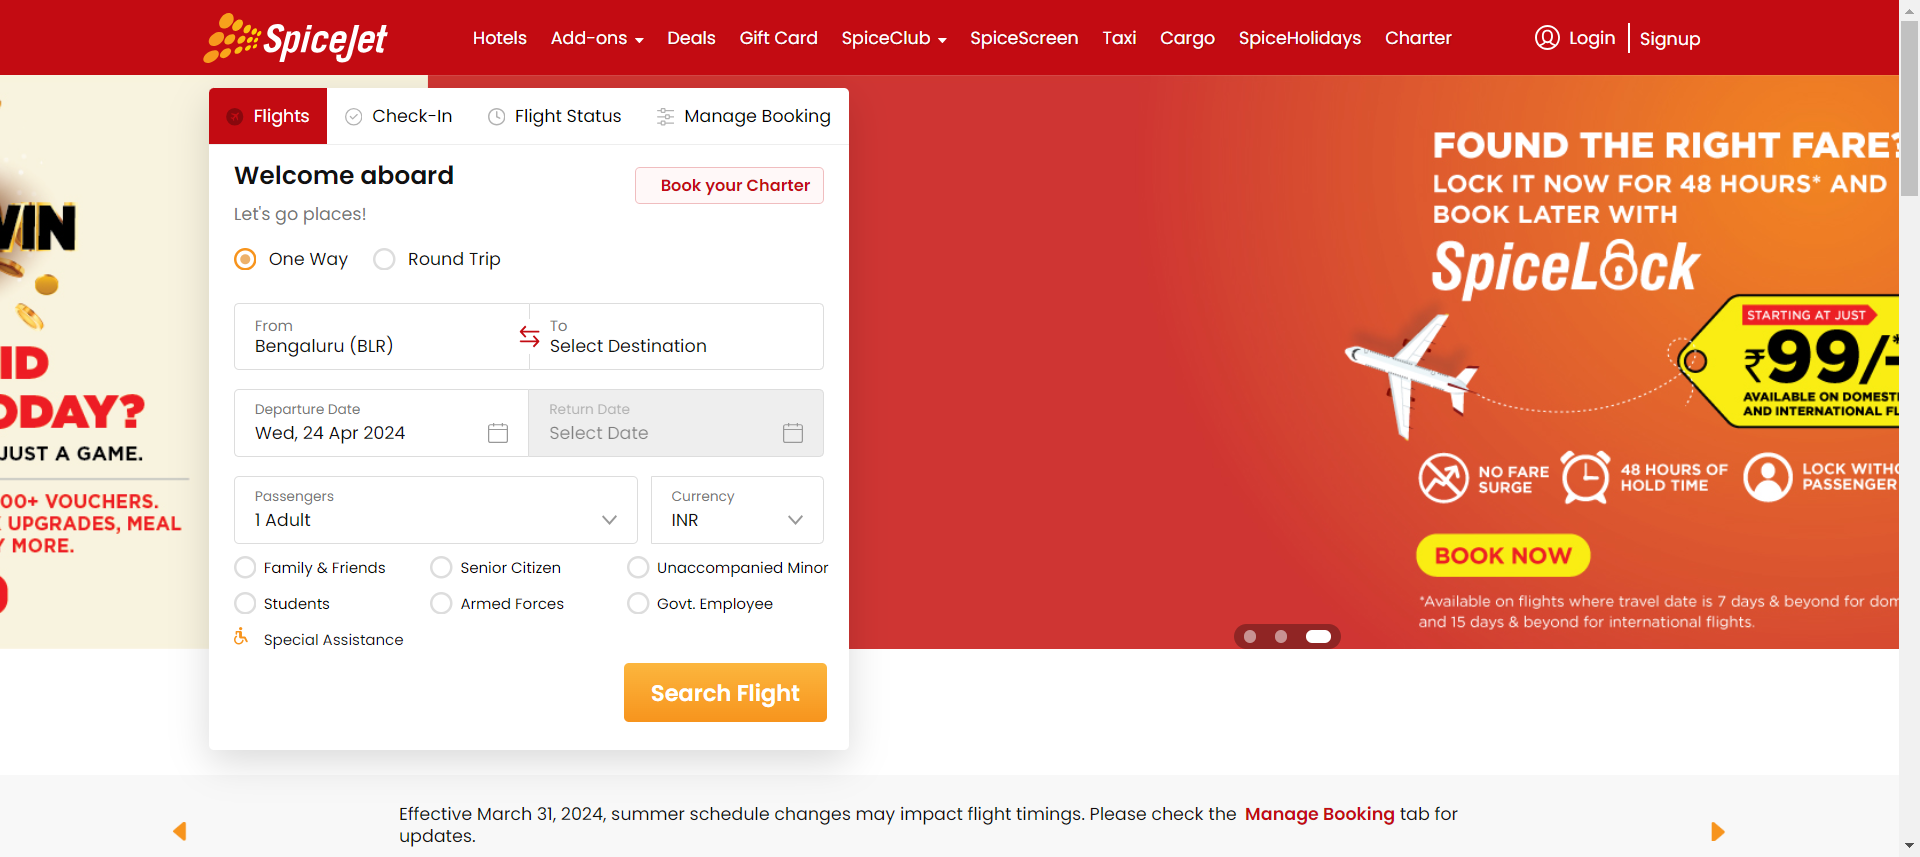 SpiceJet
Hotels Add-ons Deals Gift Card SpiceClub SpiceScreen Taxi Cargo SpiceHolidays Charter Login Signup
Flights Check-In Flight Status Manage Booking
Welcome aboard
Book your Charter
Let's go places!
One Way Round Trip
From
Bengaluru (BLR)
To
Select Destination
Departure Date
Wed, 24 Apr 2024
Return Date
Select Date
Passengers
1 Adult
Currency
INR
Family & Friends Senior Citizen Unaccompanied Minor
Students Armed Forces Govt. Employee
Special Assistance
Search Flight
ODAY?
JUST A GAME.
00+ VOUCHERS.
UPGRADES, MEAL
MORE.
FOUND THE RIGHT FARE?
LOCK IT NOW FOR 48 HOURS* AND
BOOK LATER WITH
SpiceLock
STARTING AT JUST
₹99/-*
AVAILABLE ON DOMEST
AND INTERNATIONAL FL
NO FARE
SURGE
48 HOURS OF
HOLD TIME
LOCK WITHO
PASSENGER
BOOK NOW
*Available on flights where travel date is 7 days & beyond for dom
and 15 days & beyond for international flights.
Effective March 31, 2024, summer schedule changes may impact flight timings. Please check the Manage Booking tab for
updates.